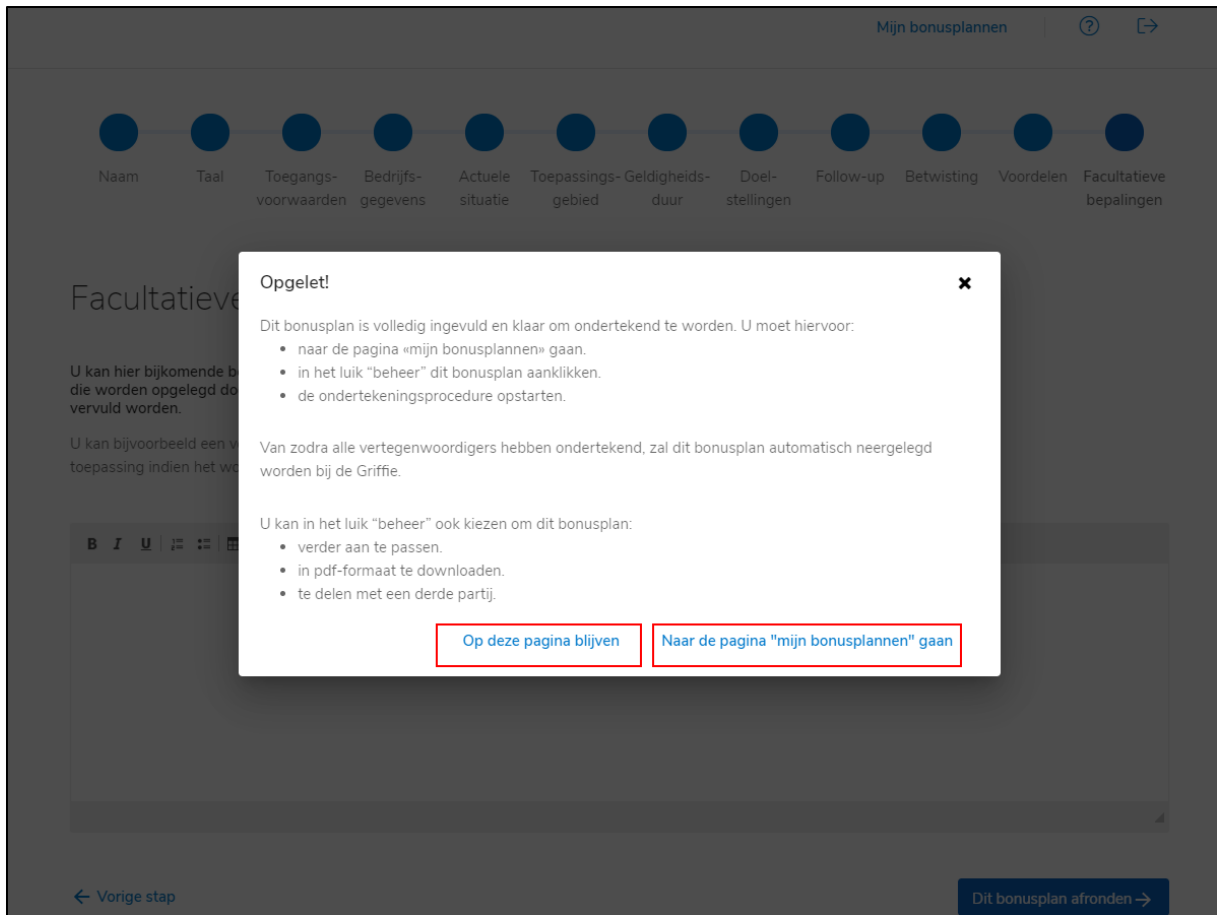 Mijn bonusplannen
Naam
Taal
Toegangs-
voorwaarden
Bedrijfs-
gegevens
Actuele
situatie
Toepassings-
gebied
Geldigheids-
duur
Doel-
stellingen
Follow-up
Betwisting
Voordelen
Facultatieve
bepalingen
Facultatieve
Opgelet!
Dit bonusplan is volledig ingevuld en klaar om ondertekend te worden. U moet hiervoor:
• naar de pagina «mijn bonusplannen» gaan.
• in het luik “beheer” dit bonusplan aanklikken.
• de ondertekeningsprocedure opstarten.
Van zodra alle vertegenwoordigers hebben ondertekend, zal dit bonusplan automatisch neergelegd
worden bij de Griffie.
U kan in het luik “beheer” ook kiezen om dit bonusplan:
• verder aan te passen.
• in pdf-formaat te downloaden.
• te delen met een derde partij.
Op deze pagina blijven
Naar de pagina "mijn bonusplannen" gaan
U kan hier bijkomende
die worden opgelegd
vervuld worden.
U kan bijvoorbeeld een
toepassing indien het
B I U
← Vorige stap
Dit bonusplan afronden →